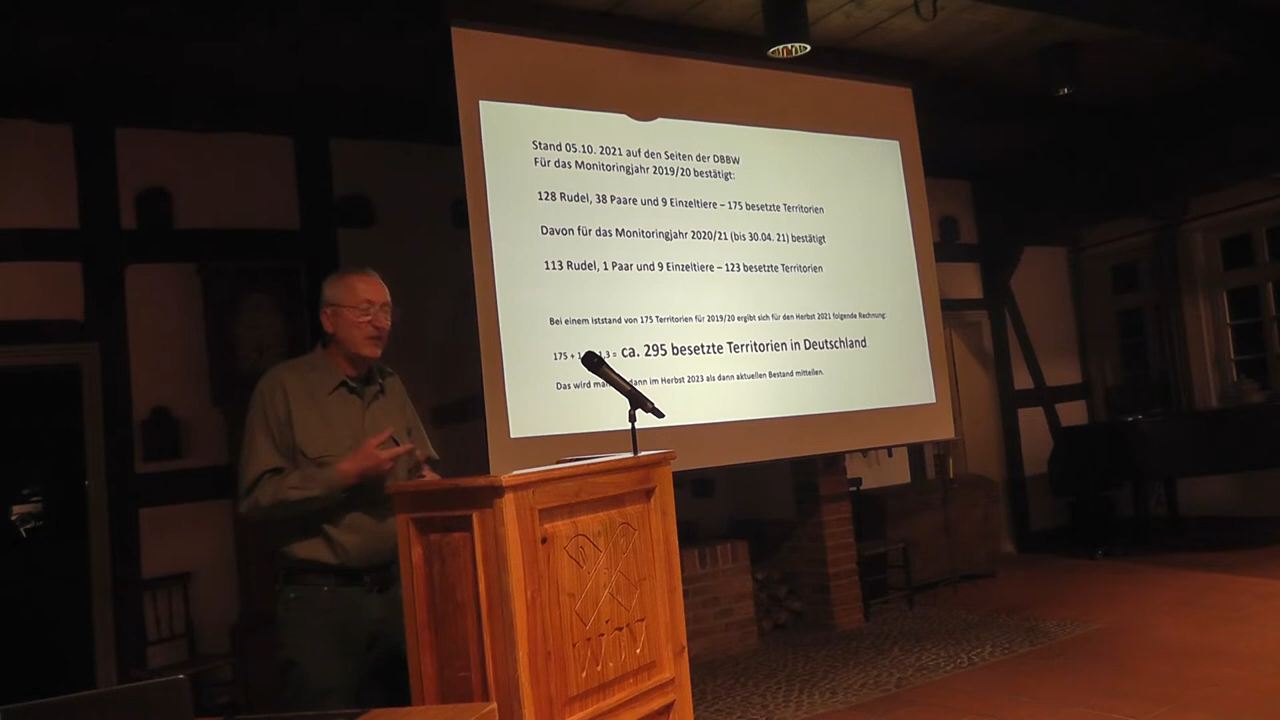 Stand 05.10. 2021 auf den Seiten der DBBW
Für das Monitoringjahr 2019/20 bestätigt:
128 Rudel, 38 Paare und 9 Einzeltiere – 175 besetzte Territorien
Davon für das Monitoringjahr 2020/21 (bis 30.04. 21) bestätigt
113 Rudel, 1 Paar und 9 Einzeltiere – 123 besetzte Territorien
Bei einem Iststand von 175 Territorien für 2019/20 ergibt sich für den Herbst 2021 folgende Rechnung:
175 + = ca. 295 besetzte Territorien in Deutschland
Das wird dann im Herbst 2023 als dann aktuellen Bestand mitteilen.